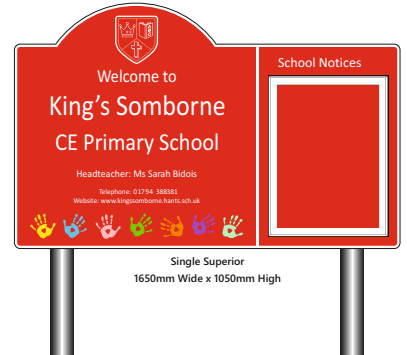 Welcome to
King's Somborne
CE Primary School
Headteacher: Ms Sarah Bidois
Telephone: 01794 388381
Website: www.kingssomborne.hants.sch.uk
School Notices
Single Superior
1650mm Wide x 1050mm High